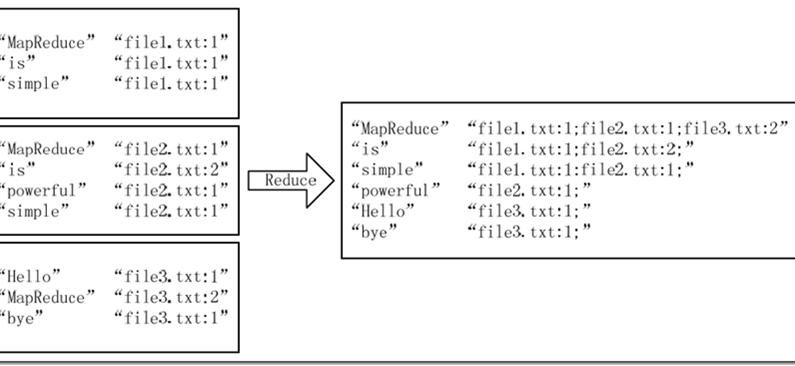 “MapReduce” “file1.txt:1”
“is” “file1.txt:1”
“simple” “file1.txt:1”
“MapReduce” “file2.txt:1”
“is” “file2.txt:2”
“powerful” “file2.txt:1”
“simple” “file2.txt:1”
“Hello” “file3.txt:1”
“MapReduce” “file3.txt:2”
“bye” “file3.txt:1”
Reduce
“MapReduce” “file1.txt:1;file2.txt:1;file3.txt:2”
“is” “file1.txt:1;file2.txt:2;”
“simple” “file1.txt:1:file2.txt:1;”
“powerful” “file2.txt:1;”
“Hello” “file3.txt:1;”
“bye” “file3.txt:1;”